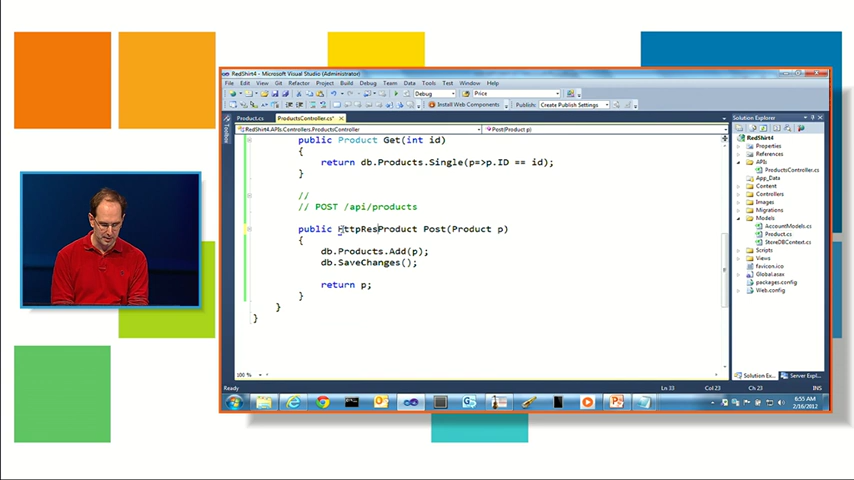 RedShirt4 - Microsoft Visual Studio (Administrator)
File Edit View Git Refactor Project Build Debug Team Data Tools Test Window Help
Debug Price
Install Web Components Publish: Create Publish Settings
Product.cs ProductsController.cs*
RedShirt4.APIs.Controllers.ProductsController Post(Product p)
Toolbox
public Product Get(int id)
{
return db.Products.Single(p=>p.ID == id);
}
//
// POST /api/products
public HttpResProduct Post(Product p)
{
db.Products.Add(p);
db.SaveChanges();
return p;
}
}
}
100 %
Solution Explorer
RedShirt4
Properties
References
APIs
ProductsController.cs
App_Data
Content
Controllers
Images
Migrations
Models
AccountModels.cs
Product.cs
StoreDBContext.cs
Scripts
Views
favicon.ico
Global.asax
packages.config
Web.config
Solution Ex... Server Expl...
Ready Ln 33 Col 23 Ch 23 INS
6:55 AM
2/16/2012